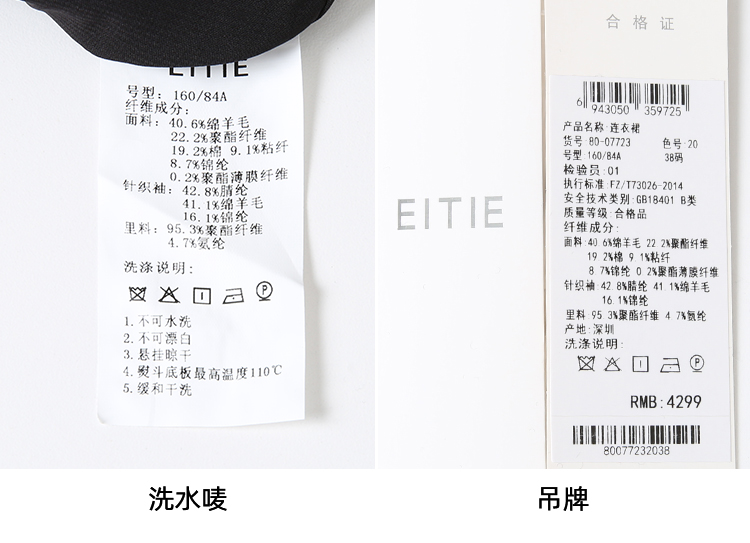 EITIE
号型：160/84A
纤维成分：
面料：40.6%绵羊毛
22.2%聚酯纤维
19.2%棉 9.1%粘纤
8.7%锦纶
0.2%聚酯薄膜纤维
针织袖：42.8%腈纶
41.1%绵羊毛
16.1%锦纶
里料：95.3%聚酯纤维
4.7%氨纶
洗涤说明：
P
1.不可水洗
2.不可漂白
3.悬挂晾干
4.熨斗底板最高温度110℃
5.缓和干洗
洗水唛
EITIE
合格证
6 943050 359725
产品名称:连衣裙
货号:80-07723 色号:20
号型:160/84A 38码
检验员:01
执行标准:FZ/T73026-2014
安全技术类别:GB18401 B类
质量等级:合格品
纤维成分:
面料:40.6%绵羊毛 22.2%聚酯纤维
19.2%棉 9.1%粘纤
8.7%锦纶 0.2%聚酯薄膜纤维
针织袖:42.8%腈纶 41.1%绵羊毛
16.1%锦纶
里料:95.3%聚酯纤维 4.7%氨纶
产地:深圳
洗涤说明:
P
RMB:4299
80077232038
吊牌